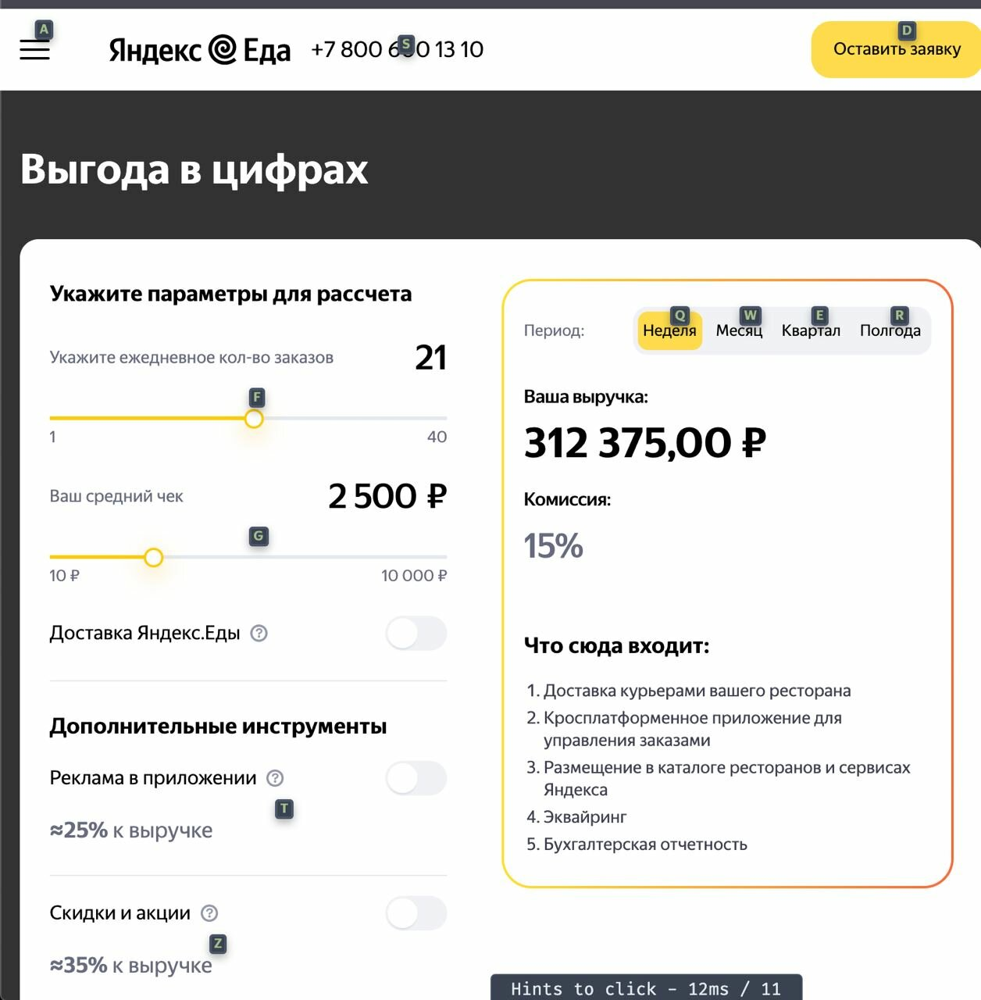 A
Яндекс Еда
+7 800 6 0 13 10
S
D
Оставить заявку
Выгода в цифрах
Укажите параметры для рассчета
Укажите ежедневное кол-во заказов
21
F
1
40
Ваш средний чек
2 500 ₽
G
10 ₽
10 000 ₽
Доставка Яндекс.Еды ?
Дополнительные инструменты
Реклама в приложении ?
T
≈25% к выручке
Скидки и акции ?
Z
≈35% к выручке
Период:
Q
W
E
R
Неделя
Месяц
Квартал
Полгода
Ваша выручка:
312 375,00 ₽
Комиссия:
15%
Что сюда входит:
1. Доставка курьерами вашего ресторана
2. Кросплатформенное приложение для
управления заказами
3. Размещение в каталоге ресторанов и сервисах
Яндекса
4. Эквайринг
5. Бухгалтерская отчетность
Hints to click - 12ms / 11